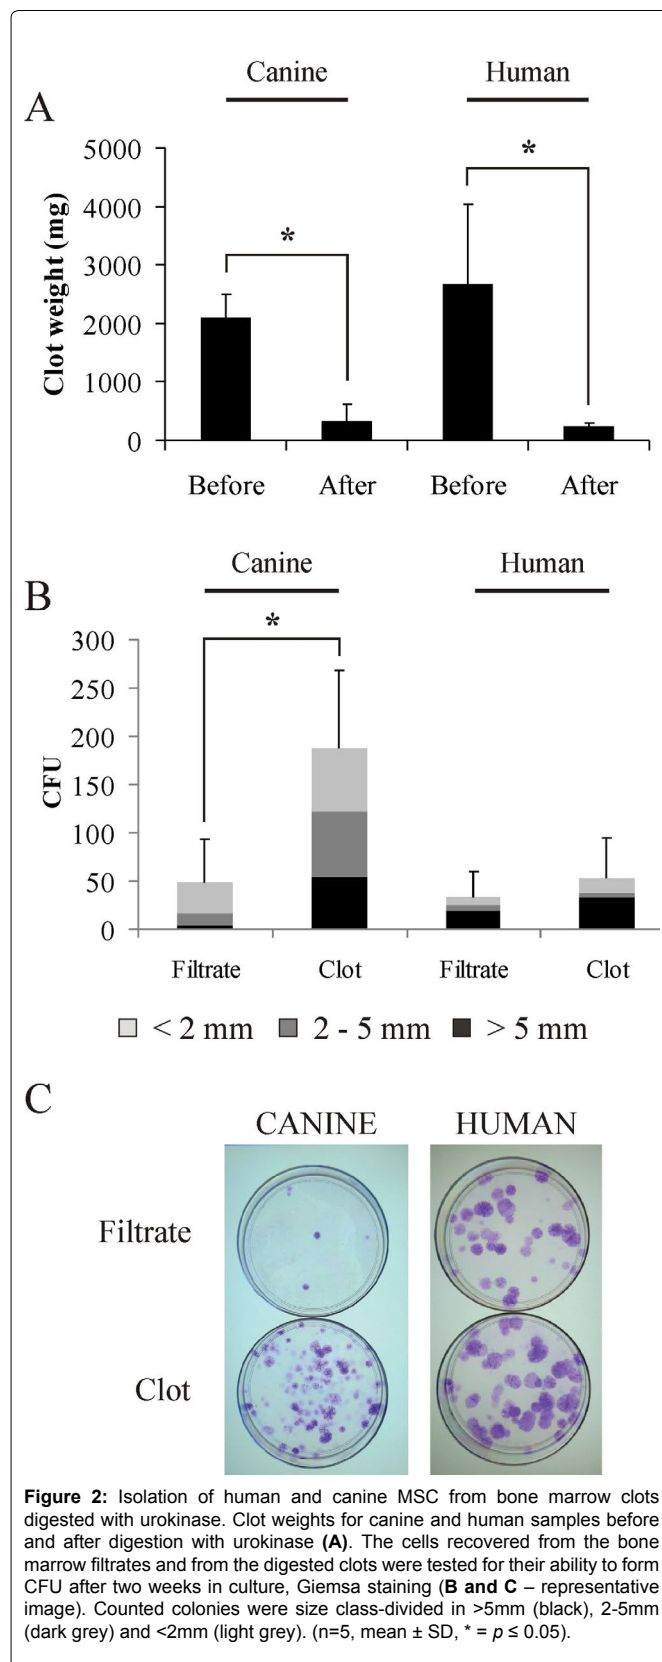 Canine Human
A
5000
4000
3000
2000
1000
0
Clot weight (mg)
*
*
Before After Before After
Canine Human
B
300
250
200
150
100
50
0
CFU
*
Filtrate Clot Filtrate Clot
< 2 mm 2 - 5 mm > 5 mm
C
CANINE HUMAN
Filtrate
Clot
Figure 2: Isolation of human and canine MSC from bone marrow clots
digested with urokinase. Clot weights for canine and human samples before
and after digestion with urokinase (A). The cells recovered from the bone
marrow filtrates and from the digested clots were tested for their ability to form
CFU after two weeks in culture, Giemsa staining (B and C – representative
image). Counted colonies were size class-divided in >5mm (black), 2-5mm
(dark grey) and <2mm (light grey). (n=5, mean ± SD, * = p ≤ 0.05).